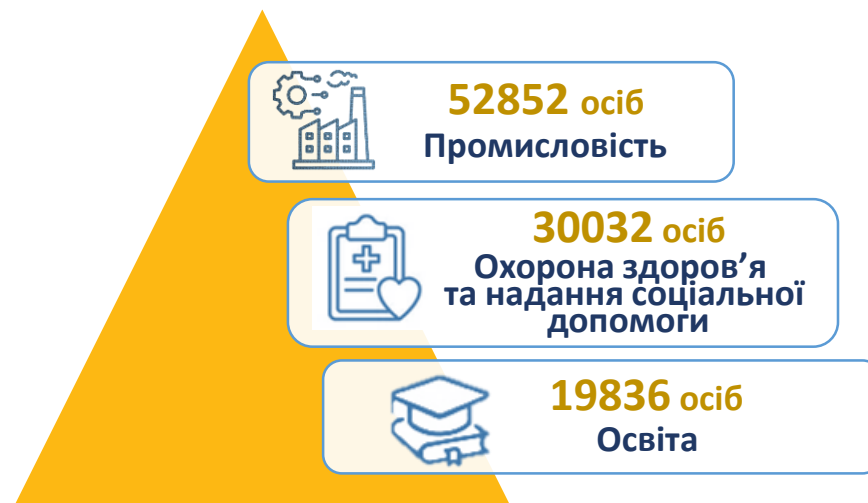 52852 осіб
Промисловість
30032 осіб
Охорона здоров’я
та надання соціальної
допомоги
19836 осіб
Освіта